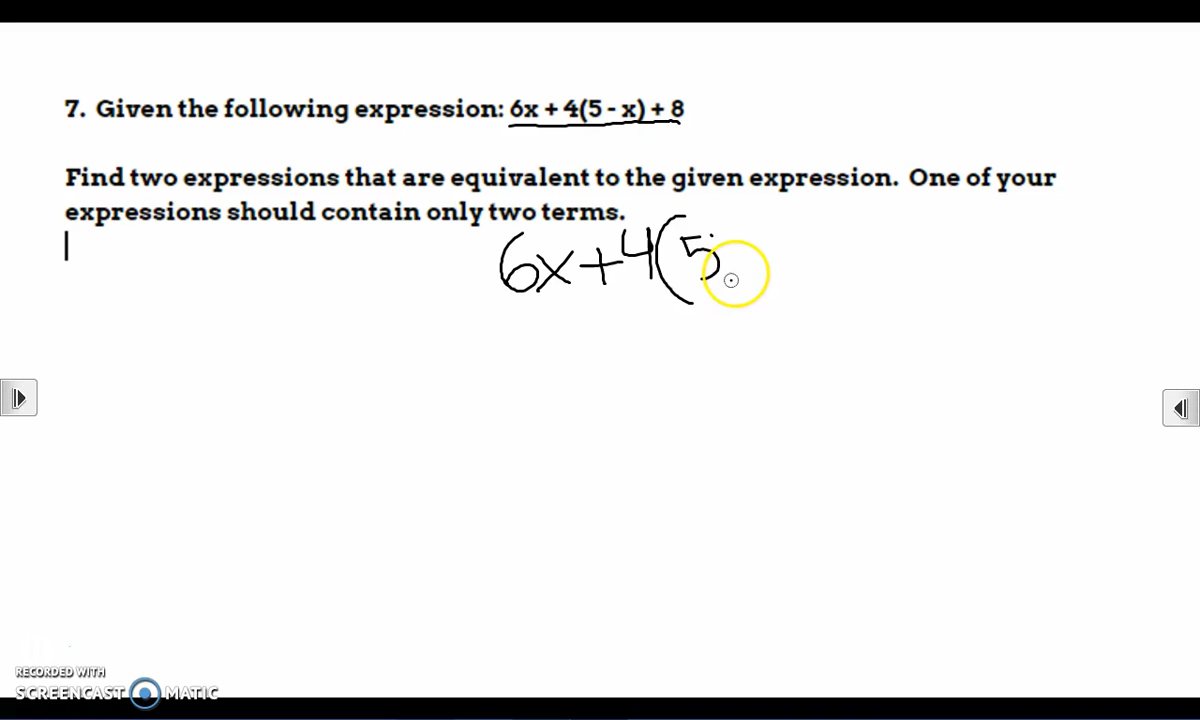 7. Given the following expression: 6x + 4(5 - x) + 8
Find two expressions that are equivalent to the given expression. One of your
expressions should contain only two terms.
6x+4(5
RECORDED WITH
SCREENCAST MATIC